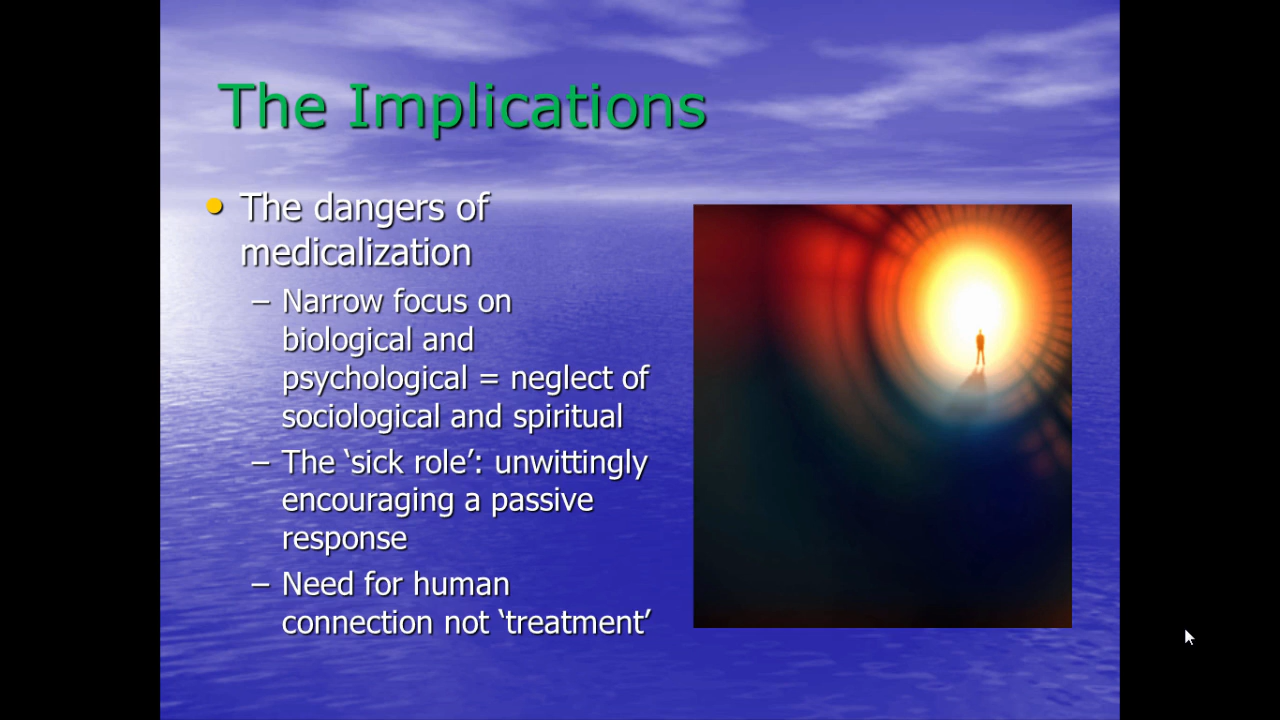 The Implications
• The dangers of
medicalization
– Narrow focus on
biological and
psychological = neglect of
sociological and spiritual
– The ‘sick role’: unwittingly
encouraging a passive
response
– Need for human
connection not ‘treatment’